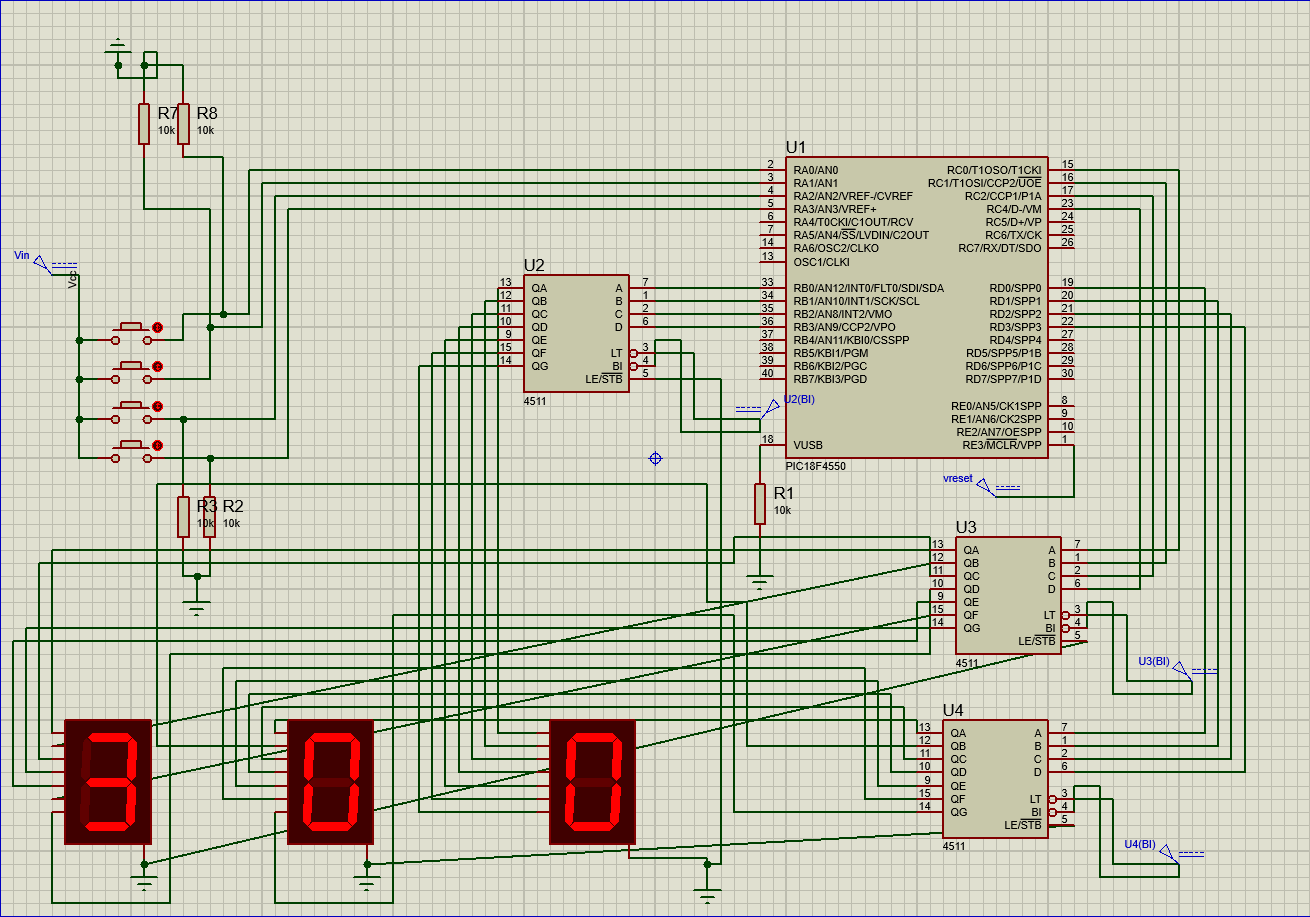 R7
10k
R8
10k
Vin
Vcc
R3
10k
R2
10k
U2
13 QA A 7
12 QB B 1
11 QC C 2
10 QD D 6
9 QE
15 QF LT 3
14 QG BI 4
LE/STB 5
4511
U2(BI)
U1
2 RA0/AN0 RC0/T1OSO/T1CKI 15
3 RA1/AN1 RC1/T1OSI/CCP2/UOE 16
4 RA2/AN2/VREF-/CVREF RC2/CCP1/P1A 17
5 RA3/AN3/VREF+ RC4/D-/VM 23
6 RA4/T0CKI/C1OUT/RCV RC5/D+/VP 24
7 RA5/AN4/SS/LVDIN/C2OUT RC6/TX/CK 25
14 RA6/OSC2/CLKO RC7/RX/DT/SDO 26
13 OSC1/CLKI
33 RB0/AN12/INT0/FLT0/SDI/SDA RD0/SPP0 19
34 RB1/AN10/INT1/SCK/SCL RD1/SPP1 20
35 RB2/AN8/INT2/VMO RD2/SPP2 21
36 RB3/AN9/CCP2/VPO RD3/SPP3 22
37 RB4/AN11/KBI0/CSSPP RD4/SPP4 27
38 RB5/KBI1/PGM RD5/SPP5/P1B 28
39 RB6/KBI2/PGC RD6/SPP6/P1C 29
40 RB7/KBI3/PGD RD7/SPP7/P1D 30
RE0/AN5/CK1SPP 8
RE1/AN6/CK2SPP 9
RE2/AN7/OESPP 10
18 VUSB RE3/MCLR/VPP 1
PIC18F4550
vreset
R1
10k
U3
13 QA A 7
12 QB B 1
11 QC C 2
10 QD D 6
9 QE
15 QF LT 3
14 QG BI 4
LE/STB 5
4511
U3(BI)
U4
13 QA A 7
12 QB B 1
11 QC C 2
10 QD D 6
9 QE
15 QF LT 3
14 QG BI 4
LE/STB 5
4511
U4(BI)
3
0
0